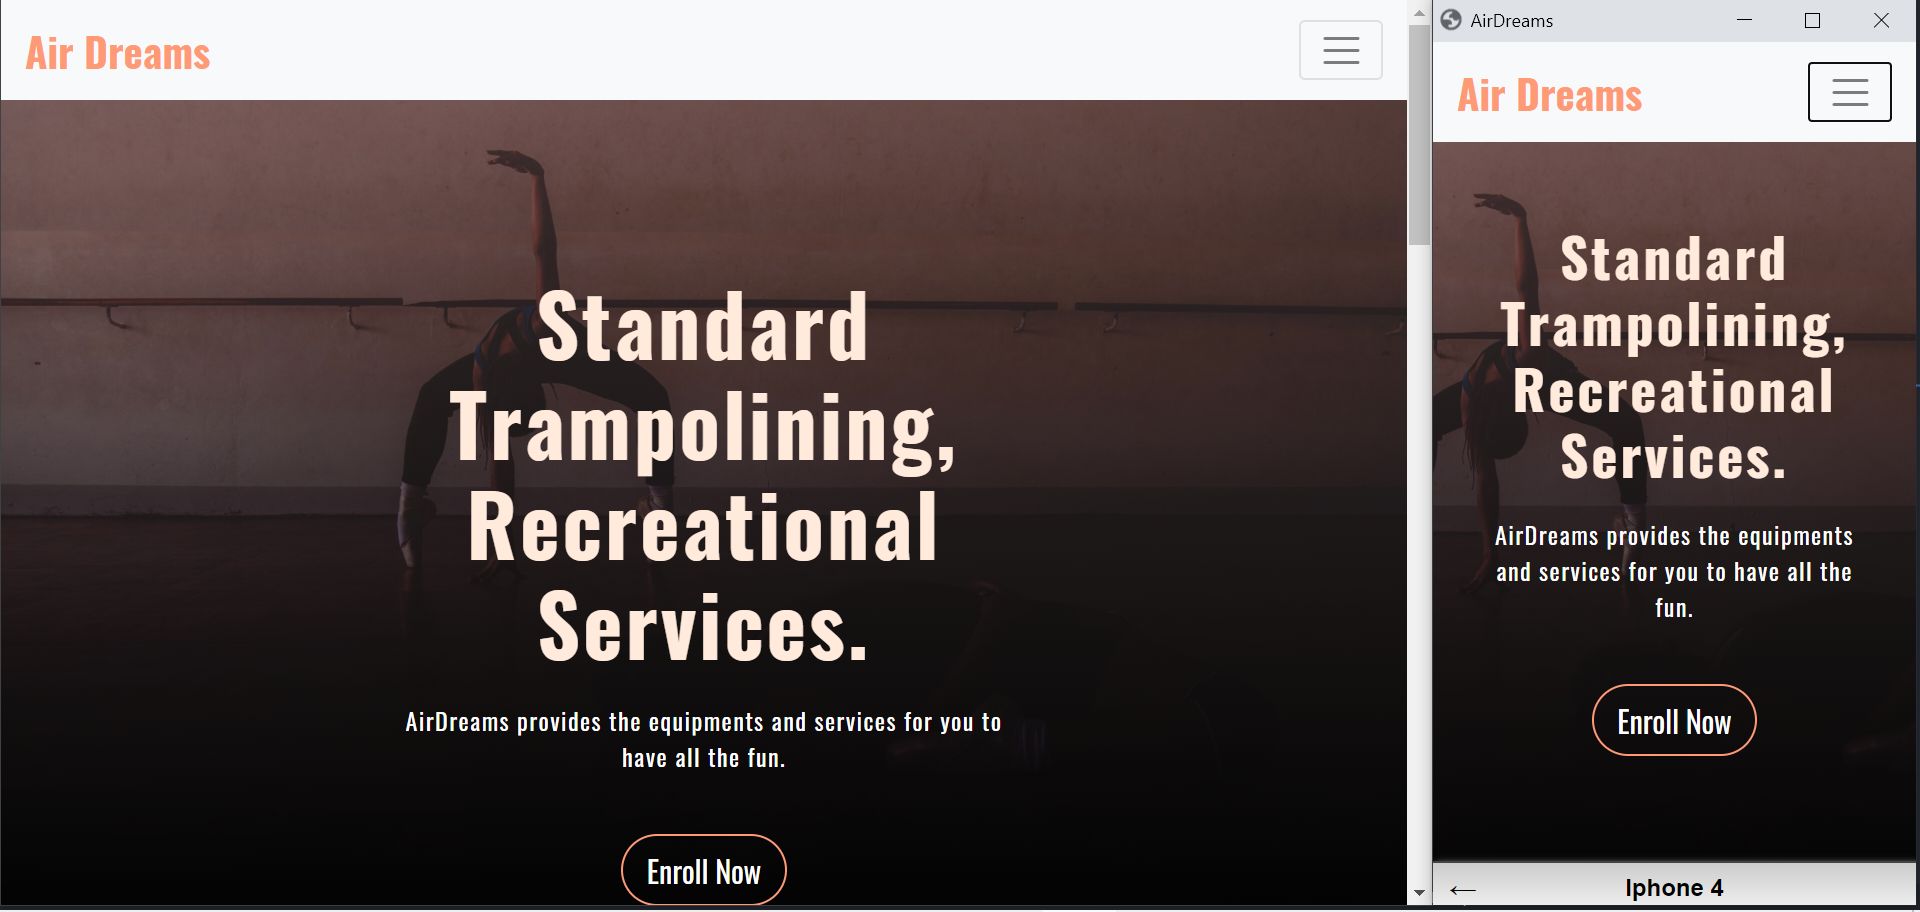 Air Dreams
Standard
Trampolining,
Recreational
Services.
AirDreams provides the equipments and services for you to
have all the fun.
Enroll Now
AirDreams
Air Dreams
Standard
Trampolining,
Recreational
Services.
AirDreams provides the equipments
and services for you to have all the
fun.
Enroll Now
Iphone 4